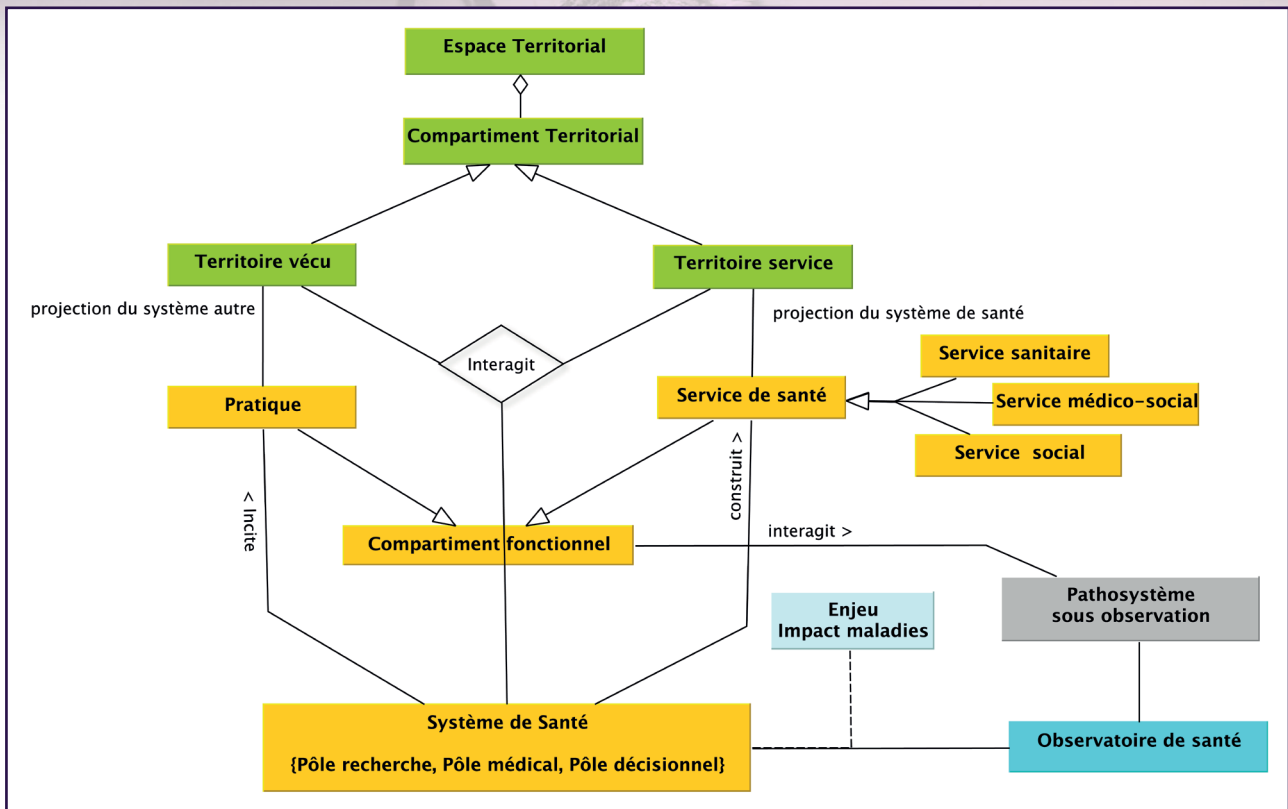 Espace Territorial
Compartiment Territorial
Territoire vécu
Territoire service
projection du système autre
projection du système de santé
Interagit
Service sanitaire
Pratique
Service de santé
Service médico-social
Service social
< Incite
construit >
Compartiment fonctionnel
interagit >
Pathosystème
sous observation
Enjeu
Impact maladies
Système de Santé
{Pôle recherche, Pôle médical, Pôle décisionnel}
Observatoire de santé